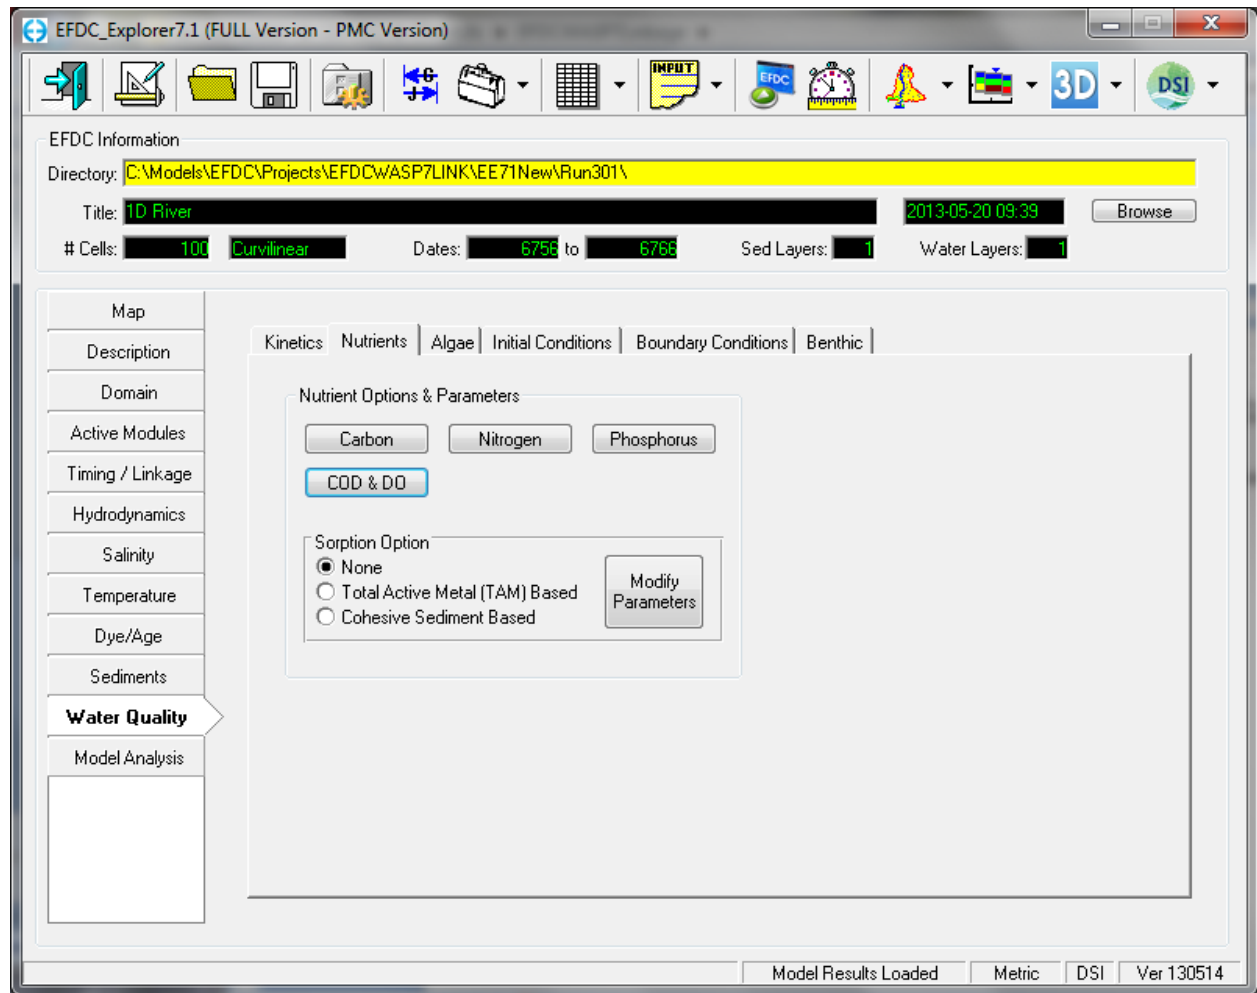 EFDC_Explorer7.1 (FULL Version - PMC Version)
INPUT
EFDC
3D
DSI
EFDC Information
Directory: C:\Models\EFDC\Projects\EFDCWASP7LINK\EE71New\Run301\
Title: 1D River 2013-05-20 09:39 Browse
# Cells: 100 Curvilinear Dates: 6756 to 6766 Sed Layers: 1 Water Layers: 1
Map
Description
Domain
Active Modules
Timing / Linkage
Hydrodynamics
Salinity
Temperature
Dye/Age
Sediments
Water Quality
Model Analysis
Kinetics Nutrients Algae Initial Conditions Boundary Conditions Benthic
Nutrient Options & Parameters
Carbon Nitrogen Phosphorus
COD & DO
Sorption Option
None
Total Active Metal (TAM) Based
Cohesive Sediment Based
Modify
Parameters
Model Results Loaded Metric DSI Ver 130514